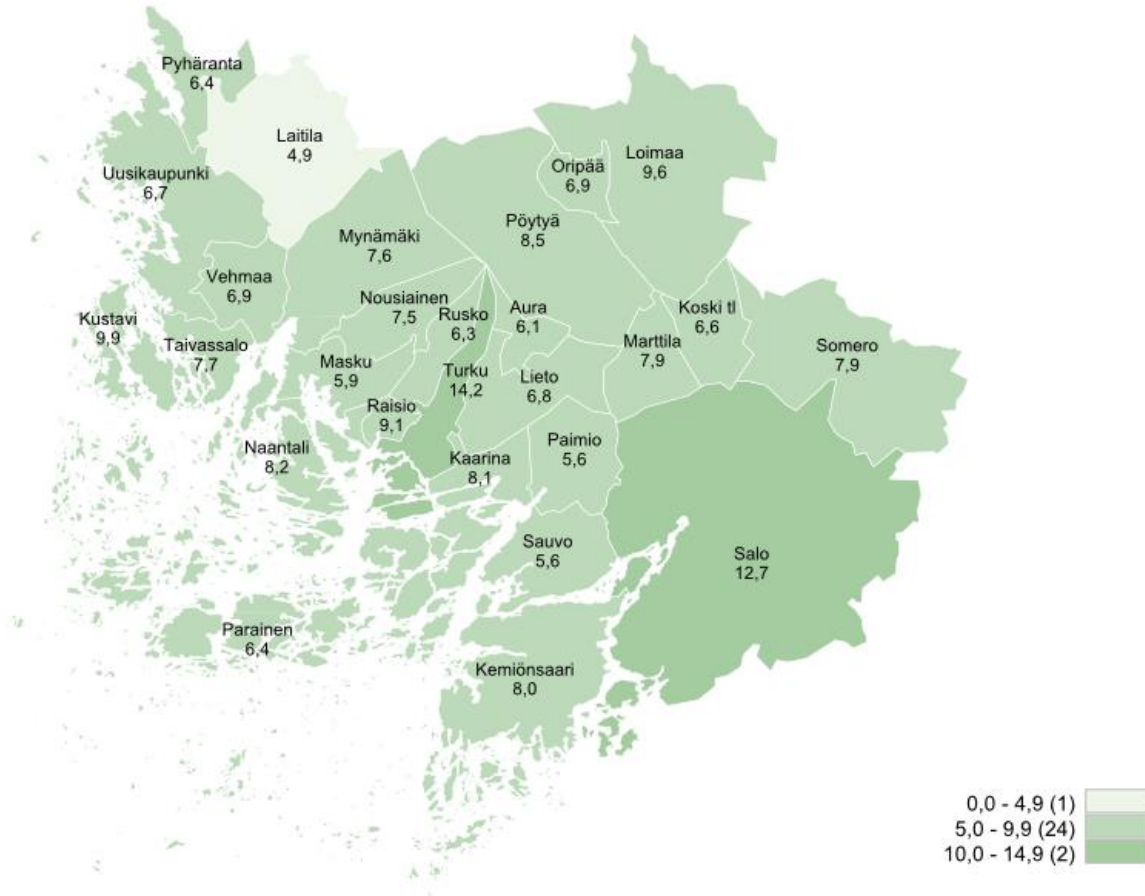 Pyhäranta
6,4
Laitila
4,9
Uusikaupunki
6,7
Oripää
6,9
Loimaa
9,6
Pöytyä
8,5
Mynämäki
7,6
Vehmaa
6,9
Nousiainen
7,5
Rusko
6,3
Aura
6,1
Koski tl
6,6
Kustavi
9,9
Taivassalo
7,7
Marttila
7,9
Somero
7,9
Masku
5,9
Turku
14,2
Lieto
6,8
Raisio
9,1
Naantali
8,2
Kaarina
8,1
Paimio
5,6
Sauvo
5,6
Salo
12,7
Parainen
6,4
Kemiönsaari
8,0
0,0 - 4,9 (1)
5,0 - 9,9 (24)
10,0 - 14,9 (2)